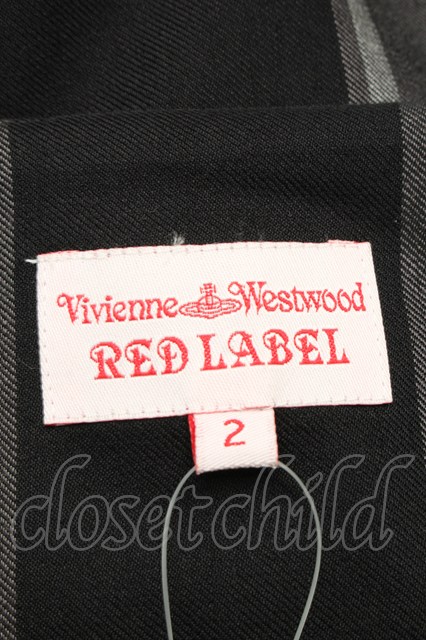 Vivienne Westwood
RED LABEL
2
closetchild